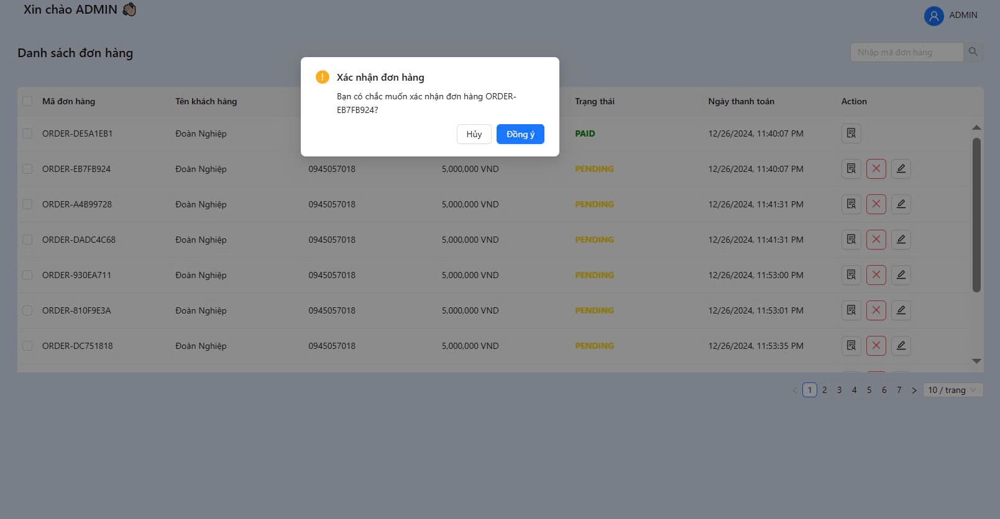 Xin chào ADMIN 👋🏽
ADMIN
Danh sách đơn hàng
Nhập mã đơn hàng
Xác nhận đơn hàng
Bạn có chắc muốn xác nhận đơn hàng ORDER-
EB7FB924?
Hủy Đồng ý
Mã đơn hàng Tên khách hàng Trạng thái Ngày thanh toán Action
ORDER-DE5A1EB1 Đoàn Nghiệp PAID 12/26/2024, 11:40:07 PM
ORDER-EB7FB924 Đoàn Nghiệp 0945057018 5,000,000 VND PENDING 12/26/2024, 11:40:07 PM
ORDER-A4B99728 Đoàn Nghiệp 0945057018 5,000,000 VND PENDING 12/26/2024, 11:41:31 PM
ORDER-DADC4C68 Đoàn Nghiệp 0945057018 5,000,000 VND PENDING 12/26/2024, 11:41:31 PM
ORDER-930EA711 Đoàn Nghiệp 0945057018 5,000,000 VND PENDING 12/26/2024, 11:53:00 PM
ORDER-810F9E3A Đoàn Nghiệp 0945057018 5,000,000 VND PENDING 12/26/2024, 11:53:01 PM
ORDER-DC751818 Đoàn Nghiệp 0945057018 5,000,000 VND PENDING 12/26/2024, 11:53:35 PM
1 2 3 4 5 6 7 10 / trang